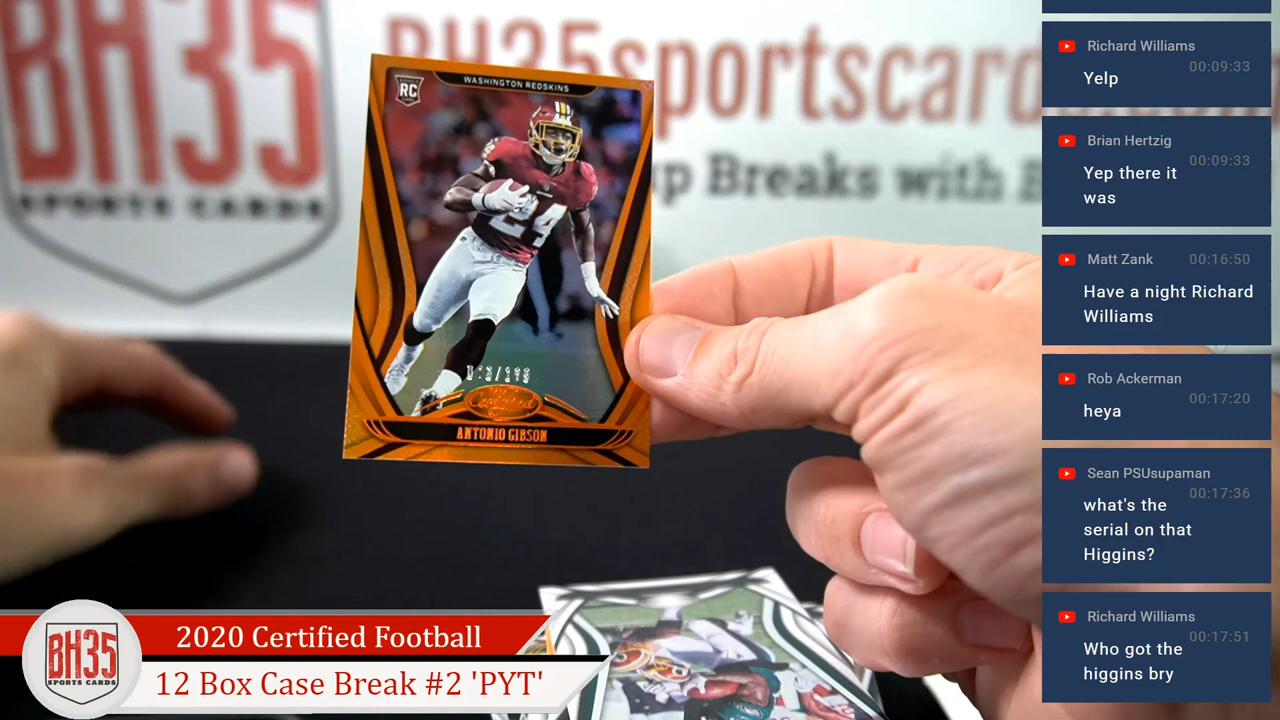 BH35
SPORTS CARDS
BH35sportscard
p Breaks with
RC
WASHINGTON REDSKINS
24
Certified
ANTONIO GIBSON
BH35
SPORTS CARDS
2020 Certified Football
12 Box Case Break #2 'PYT'
Richard Williams
00:09:33
Yelp
Brian Hertzig
00:09:33
Yep there it
was
Matt Zank
00:16:50
Have a night Richard
Williams
Rob Ackerman
00:17:20
heya
Sean PSUsupaman
00:17:36
what's the
serial on that
Higgins?
Richard Williams
00:17:51
Who got the
higgins bry